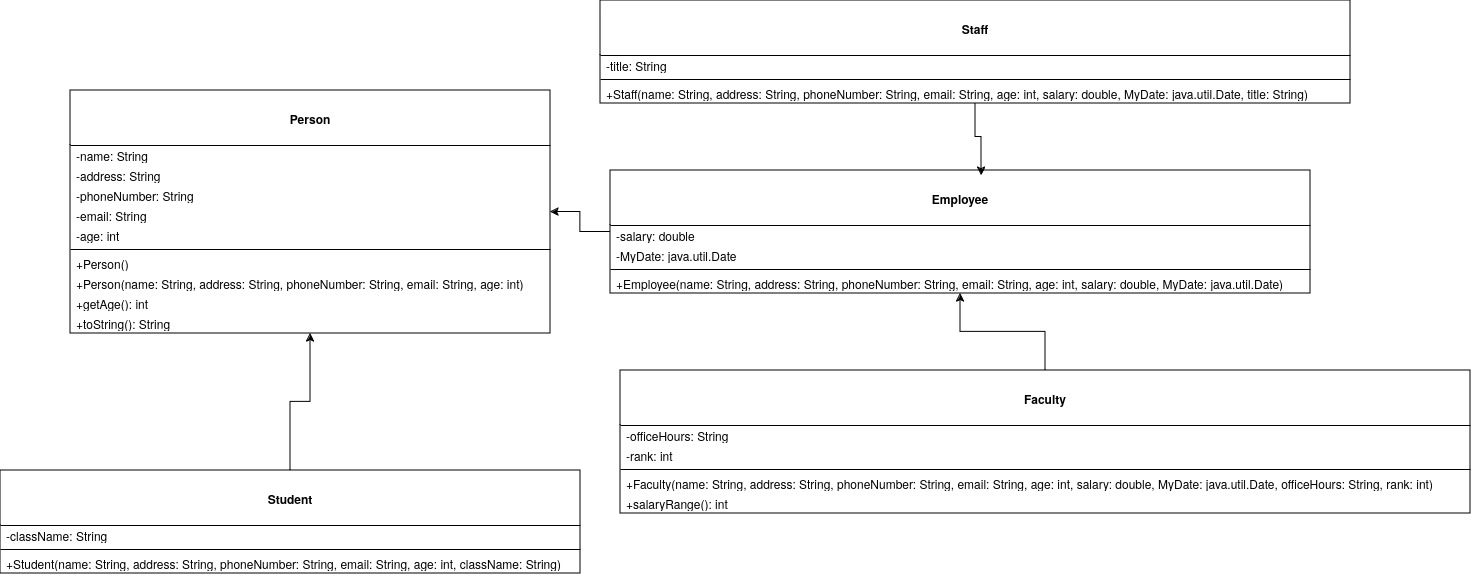 Staff
-title: String
+Staff(name: String, address: String, phoneNumber: String, email: String, age: int, salary: double, MyDate: java.util.Date, title: String)
Person
-name: String
-address: String
-phoneNumber: String
-email: String
-age: int
+Person()
+Person(name: String, address: String, phoneNumber: String, email: String, age: int)
+getAge(): int
+toString(): String
Employee
-salary: double
-MyDate: java.util.Date
+Employee(name: String, address: String, phoneNumber: String, email: String, age: int, salary: double, MyDate: java.util.Date)
Faculty
-officeHours: String
-rank: int
+Faculty(name: String, address: String, phoneNumber: String, email: String, age: int, salary: double, MyDate: java.util.Date, officeHours: String, rank: int)
+salaryRange(): int
Student
-className: String
+Student(name: String, address: String, phoneNumber: String, email: String, age: int, className: String)